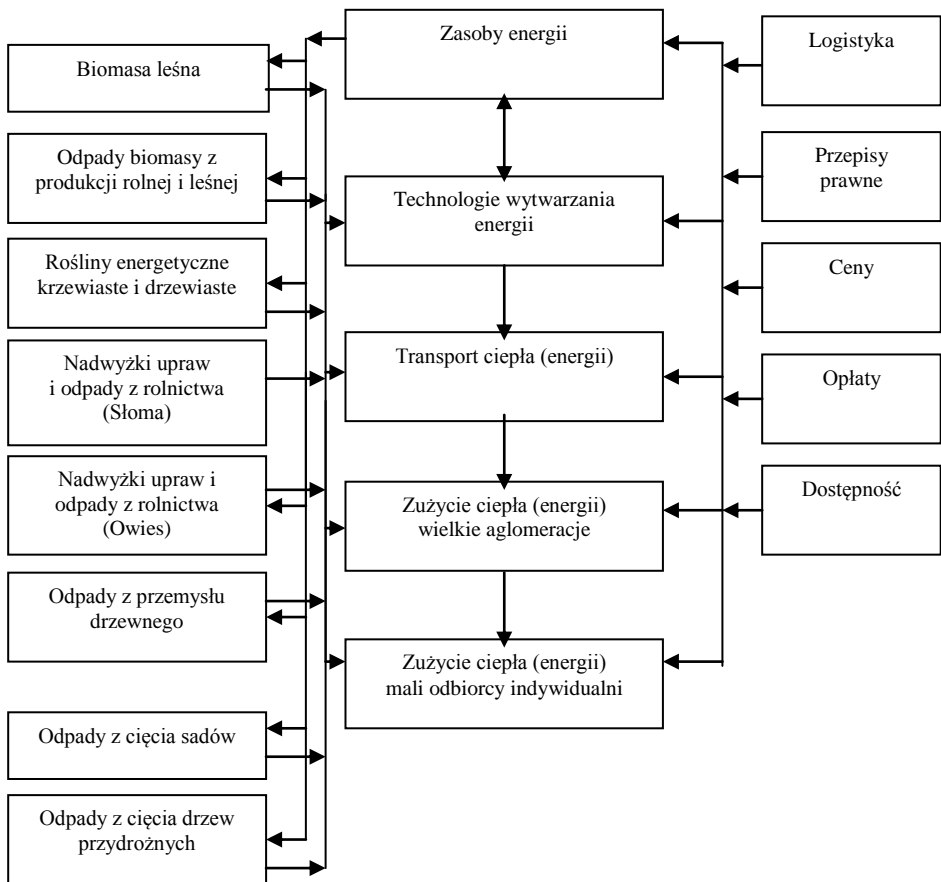 Biomasa leśna
Odpady biomasy z
produkcji rolnej i leśnej
Rośliny energetyczne
krzewiaste i drzewiaste
Nadwyżki upraw
i odpady z rolnictwa
(Słoma)
Nadwyżki upraw i
odpady z rolnictwa
(Owies)
Odpady z przemysłu
drzewnego
Odpady z cięcia sadów
Odpady z cięcia drzew
przydrożnych
Zasoby energii
Technologie wytwarzania
energii
Transport ciepła (energii)
Zużycie ciepła (energii)
wielkie aglomeracje
Zużycie ciepła (energii)
mali odbiorcy indywidualni
Logistyka
Przepisy
prawne
Ceny
Opłaty
Dostępność